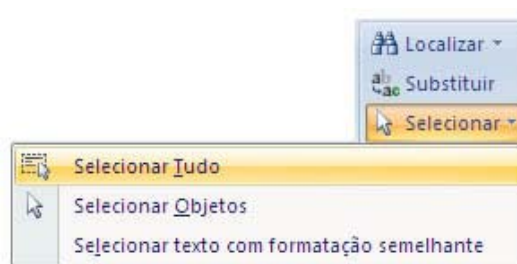 Localizar
Substituir
Selecionar
Selecionar Tudo
Selecionar Objetos
Selecionar texto com formatação semelhante